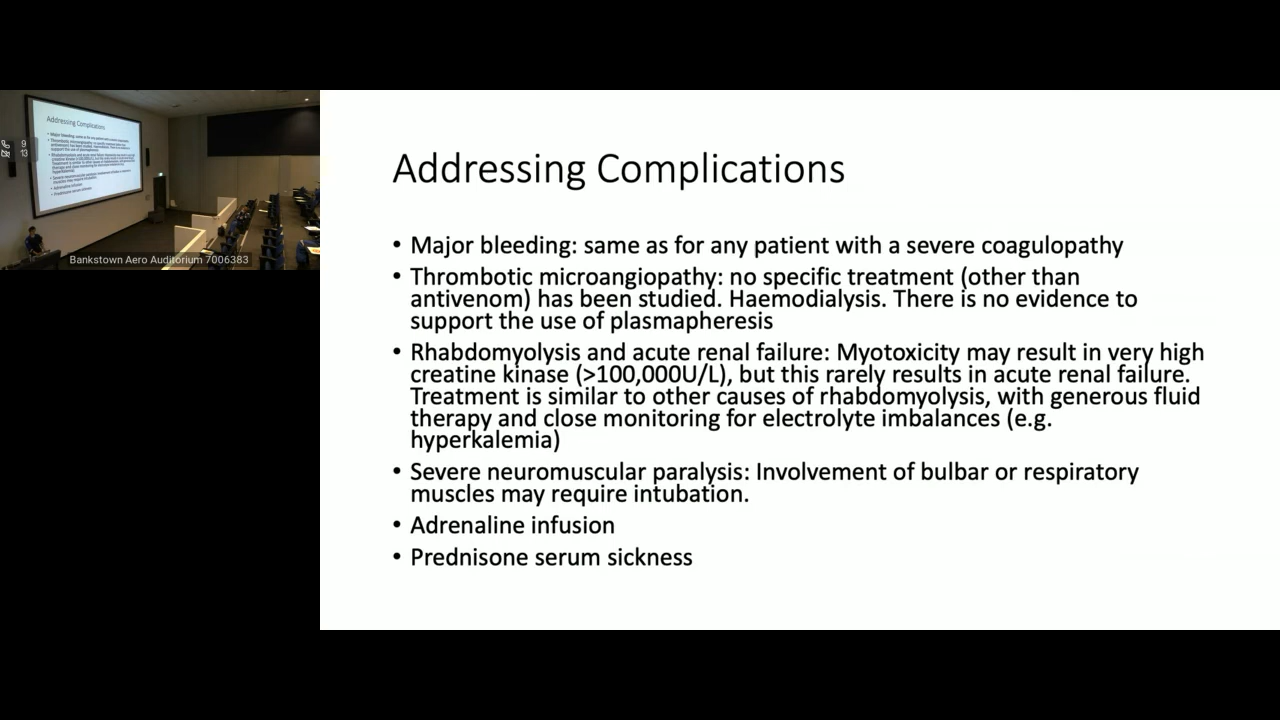 Addressing Complications
• Major bleeding: same as for any patient with a severe coagulopathy
• Thrombotic microangiopathy: no specific treatment (other than
antivenom) has been studied. Haemodialysis. There is no evidence to
support the use of plasmapheresis
• Rhabdomyolysis and acute renal failure: Myotoxicity may result in very high
creatine kinase (>100,000U/L), but this rarely results in acute renal failure.
Treatment is similar to other causes of rhabdomyolysis, with generous fluid
therapy and close monitoring for electrolyte imbalances (e.g.
hyperkalemia)
• Severe neuromuscular paralysis: Involvement of bulbar or respiratory
muscles may require intubation.
• Adrenaline infusion
• Prednisone serum sickness
Addressing Complications
9
13
Bankstown Aero Auditorium 7006383